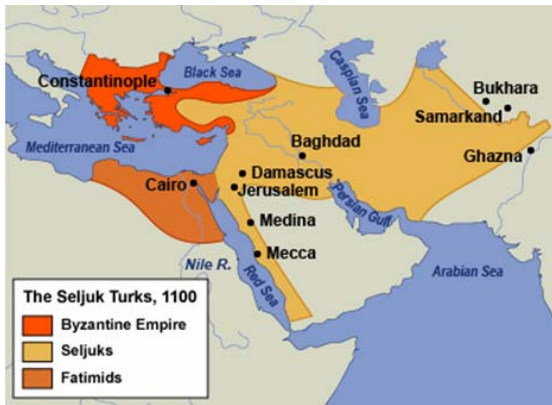 Black Sea
Constantinople
Caspian Sea
Bukhara
Samarkand
Mediterranean Sea
Baghdad
Ghazna
Damascus
Cairo
Jerusalem
Persian Gulf
Medina
Mecca
Nile R.
Red Sea
Arabian Sea
The Seljuk Turks, 1100
Byzantine Empire
Seljuks
Fatimids